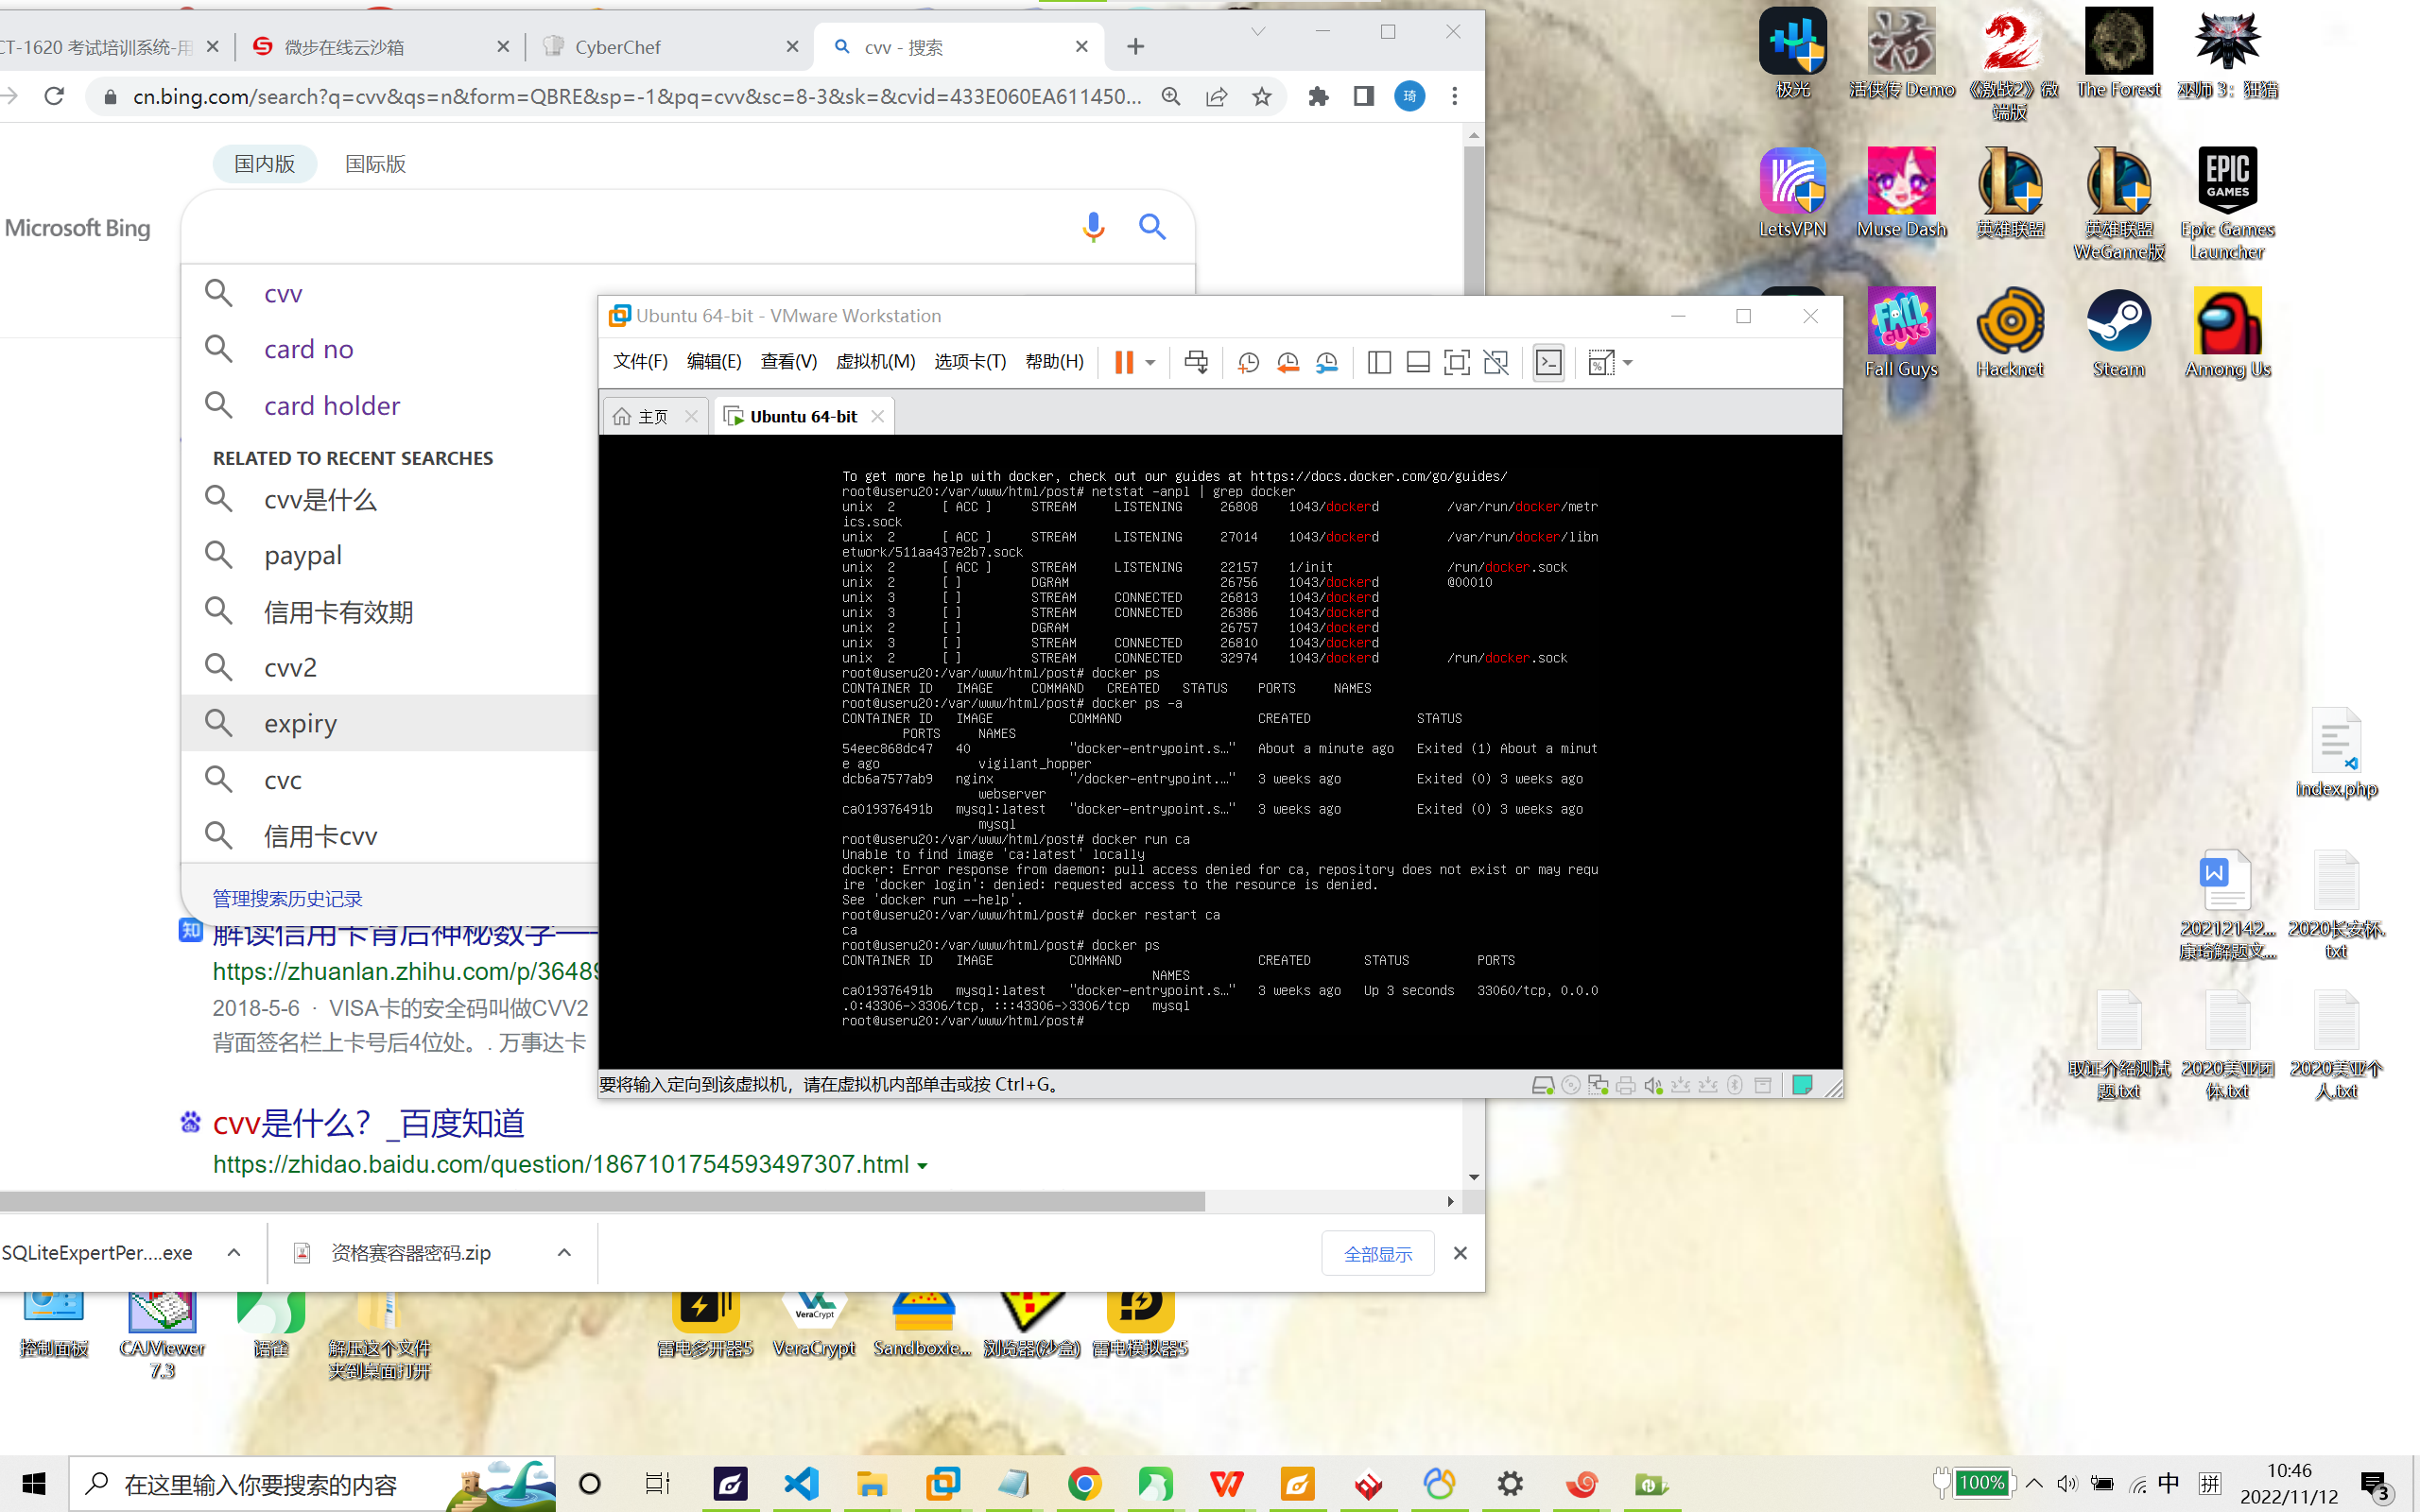 CT-1620 考试培训系统-用
微步在线云沙箱
CyberChef
cvv - 搜索
cn.bing.com/search?q=cvv&qs=n&form=QBRE&sp=-1&pq=cvv&sc=8-3&sk=&cvid=433E060EA611450...
琦
国内版
国际版
Microsoft Bing
cvv
card no
card holder
RELATED TO RECENT SEARCHES
cvv是什么
paypal
信用卡有效期
cvv2
expiry
cvc
信用卡cvv
管理搜索历史记录
知
解读信用卡背后神秘数字—
https://zhuanlan.zhihu.com/p/3648
2018-5-6 · VISA卡的安全码叫做CVV2
背面签名栏上卡号后4位处。. 万事达卡
cvv是什么？_百度知道
https://zhidao.baidu.com/question/1867101754593497307.html
SQLiteExpertPer....exe
资格赛容器密码.zip
全部显示
Ubuntu 64-bit - VMware Workstation
文件(F) 编辑(E) 查看(V) 虚拟机(M) 选项卡(T) 帮助(H)
主页
Ubuntu 64-bit
To get more help with docker, check out our guides at https://docs.docker.com/go/guides/
root@useru20:/var/www/html/post# netstat -anpl | grep docker
unix  2      [ ACC ]     STREAM     LISTENING     26808    1043/dockerd         /var/run/docker/metr
ics.sock
unix  2      [ ACC ]     STREAM     LISTENING     27014    1043/dockerd         /var/run/docker/libn
etwork/511aa437e2b7.sock
unix  2      [ ACC ]     STREAM     LISTENING     22157    1/init               /run/docker.sock
unix  2      [ ]         DGRAM                    26756    1043/dockerd         @00010
unix  3      [ ]         STREAM     CONNECTED     26813    1043/dockerd
unix  3      [ ]         STREAM     CONNECTED     26386    1043/dockerd
unix  2      [ ]         DGRAM                    26757    1043/dockerd
unix  3      [ ]         STREAM     CONNECTED     26810    1043/dockerd
unix  2      [ ]         STREAM     CONNECTED     32974    1043/dockerd         /run/docker.sock
root@useru20:/var/www/html/post# docker ps
CONTAINER ID   IMAGE     COMMAND   CREATED   STATUS    PORTS     NAMES
root@useru20:/var/www/html/post# docker ps -a
CONTAINER ID   IMAGE          COMMAND                  CREATED              STATUS
PORTS     NAMES
54eec868dc47   40             "docker-entrypoint.s…"   About a minute ago   Exited (1) About a minut
e ago             vigilant_hopper
dcb6a7577ab9   nginx          "/docker-entrypoint.…"   3 weeks ago          Exited (0) 3 weeks ago
webserver
ca019376491b   mysql:latest   "docker-entrypoint.s…"   3 weeks ago          Exited (0) 3 weeks ago
mysql
root@useru20:/var/www/html/post# docker run ca
Unable to find image 'ca:latest' locally
docker: Error response from daemon: pull access denied for ca, repository does not exist or may requ
ire 'docker login': denied: requested access to the resource is denied.
See 'docker run --help'.
root@useru20:/var/www/html/post# docker restart ca
ca
root@useru20:/var/www/html/post# docker ps
CONTAINER ID   IMAGE          COMMAND                  CREATED       STATUS         PORTS
NAMES
ca019376491b   mysql:latest   "docker-entrypoint.s…"   3 weeks ago   Up 3 seconds   33060/tcp, 0.0.0
.0:43306->3306/tcp, :::43306->3306/tcp   mysql
root@useru20:/var/www/html/post#
要将输入定向到该虚拟机，请在虚拟机内部单击或按 Ctrl+G。
极光
活侠传 Demo
《激战2》微
端版
The Forest
巫师 3：狂猎
LetsVPN
Muse Dash
英雄联盟
英雄联盟
WeGame版
EPIC
GAMES
Epic Games
Launcher
FALL
GUYS
Fall Guys
Hacknet
Steam
Among Us
index.php
20212142...
康琦解题文...
2020长安杯.
txt
取证介绍测试
题.txt
2020美亚团
体.txt
2020美亚个
人.txt
控制面板
CAJViewer
7.3
语雀
解压这个文件
夹到桌面打开
雷电多开器5
VeraCrypt
VeraCrypt
Sandboxie...
浏览器(沙盒)
雷电模拟器5
在这里输入你要搜索的内容
100%
中
拼
10:46
2022/11/12
3